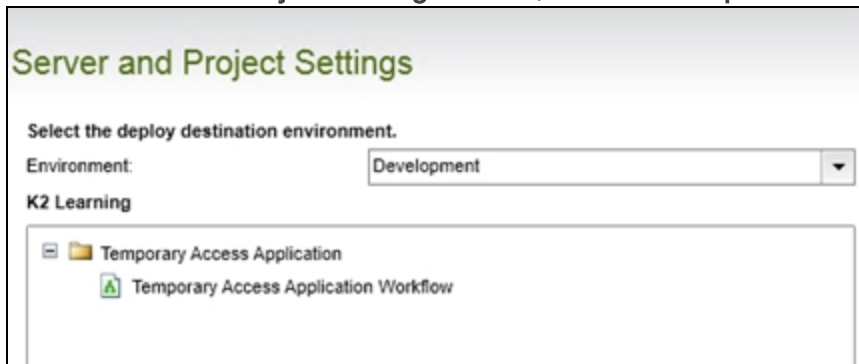 Server and Project Settings
Select the deploy destination environment.
Environment: Development
K2 Learning
Temporary Access Application
Temporary Access Application Workflow